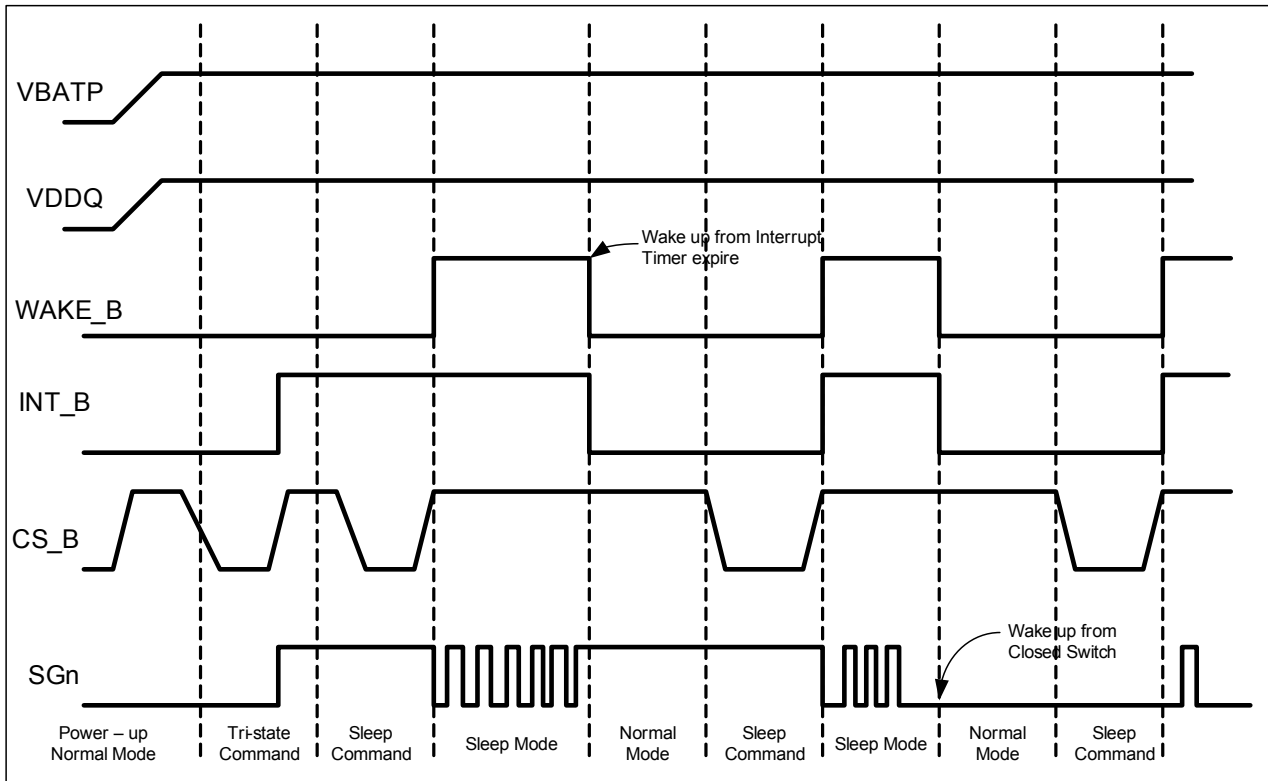 VBATP
VDDQ
Wake up from Interrupt
Timer expire
WAKE_B
INT_B
CS_B
Wake up from
Closed Switch
SGn
Power – up
Normal Mode
Tri-state
Command
Sleep
Command
Sleep Mode
Normal
Mode
Sleep
Command
Sleep Mode
Normal
Mode
Sleep
Command